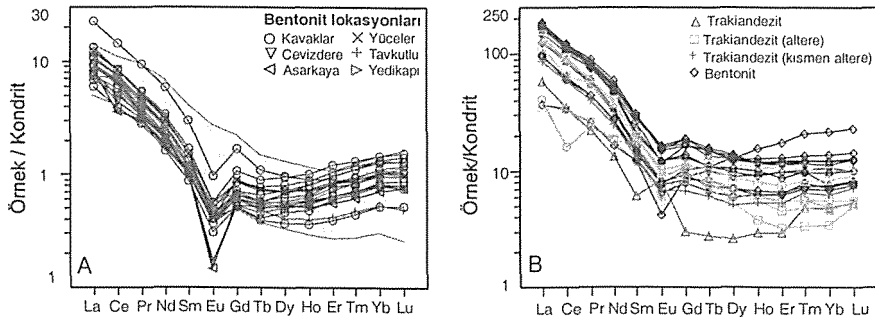 30
10
1
1
Örnek / Kondrit
Bentonit lokasyonları
Kavaklar
Yüceler
Cevizdere
Tavkutlu
Asarkaya
Yedikapı
A
La Ce Pr Nd Sm Eu Gd Tb Dy Ho Er Tm Yb Lu
250
100
10
1
Örnek/Kondrit
Trakiandezit
Trakiandezit (altere)
Trakiandezit (kısmen altere)
Bentonit
B
La Ce Pr Nd Sm Eu Gd Tb Dy Ho Er Tm Yb Lu